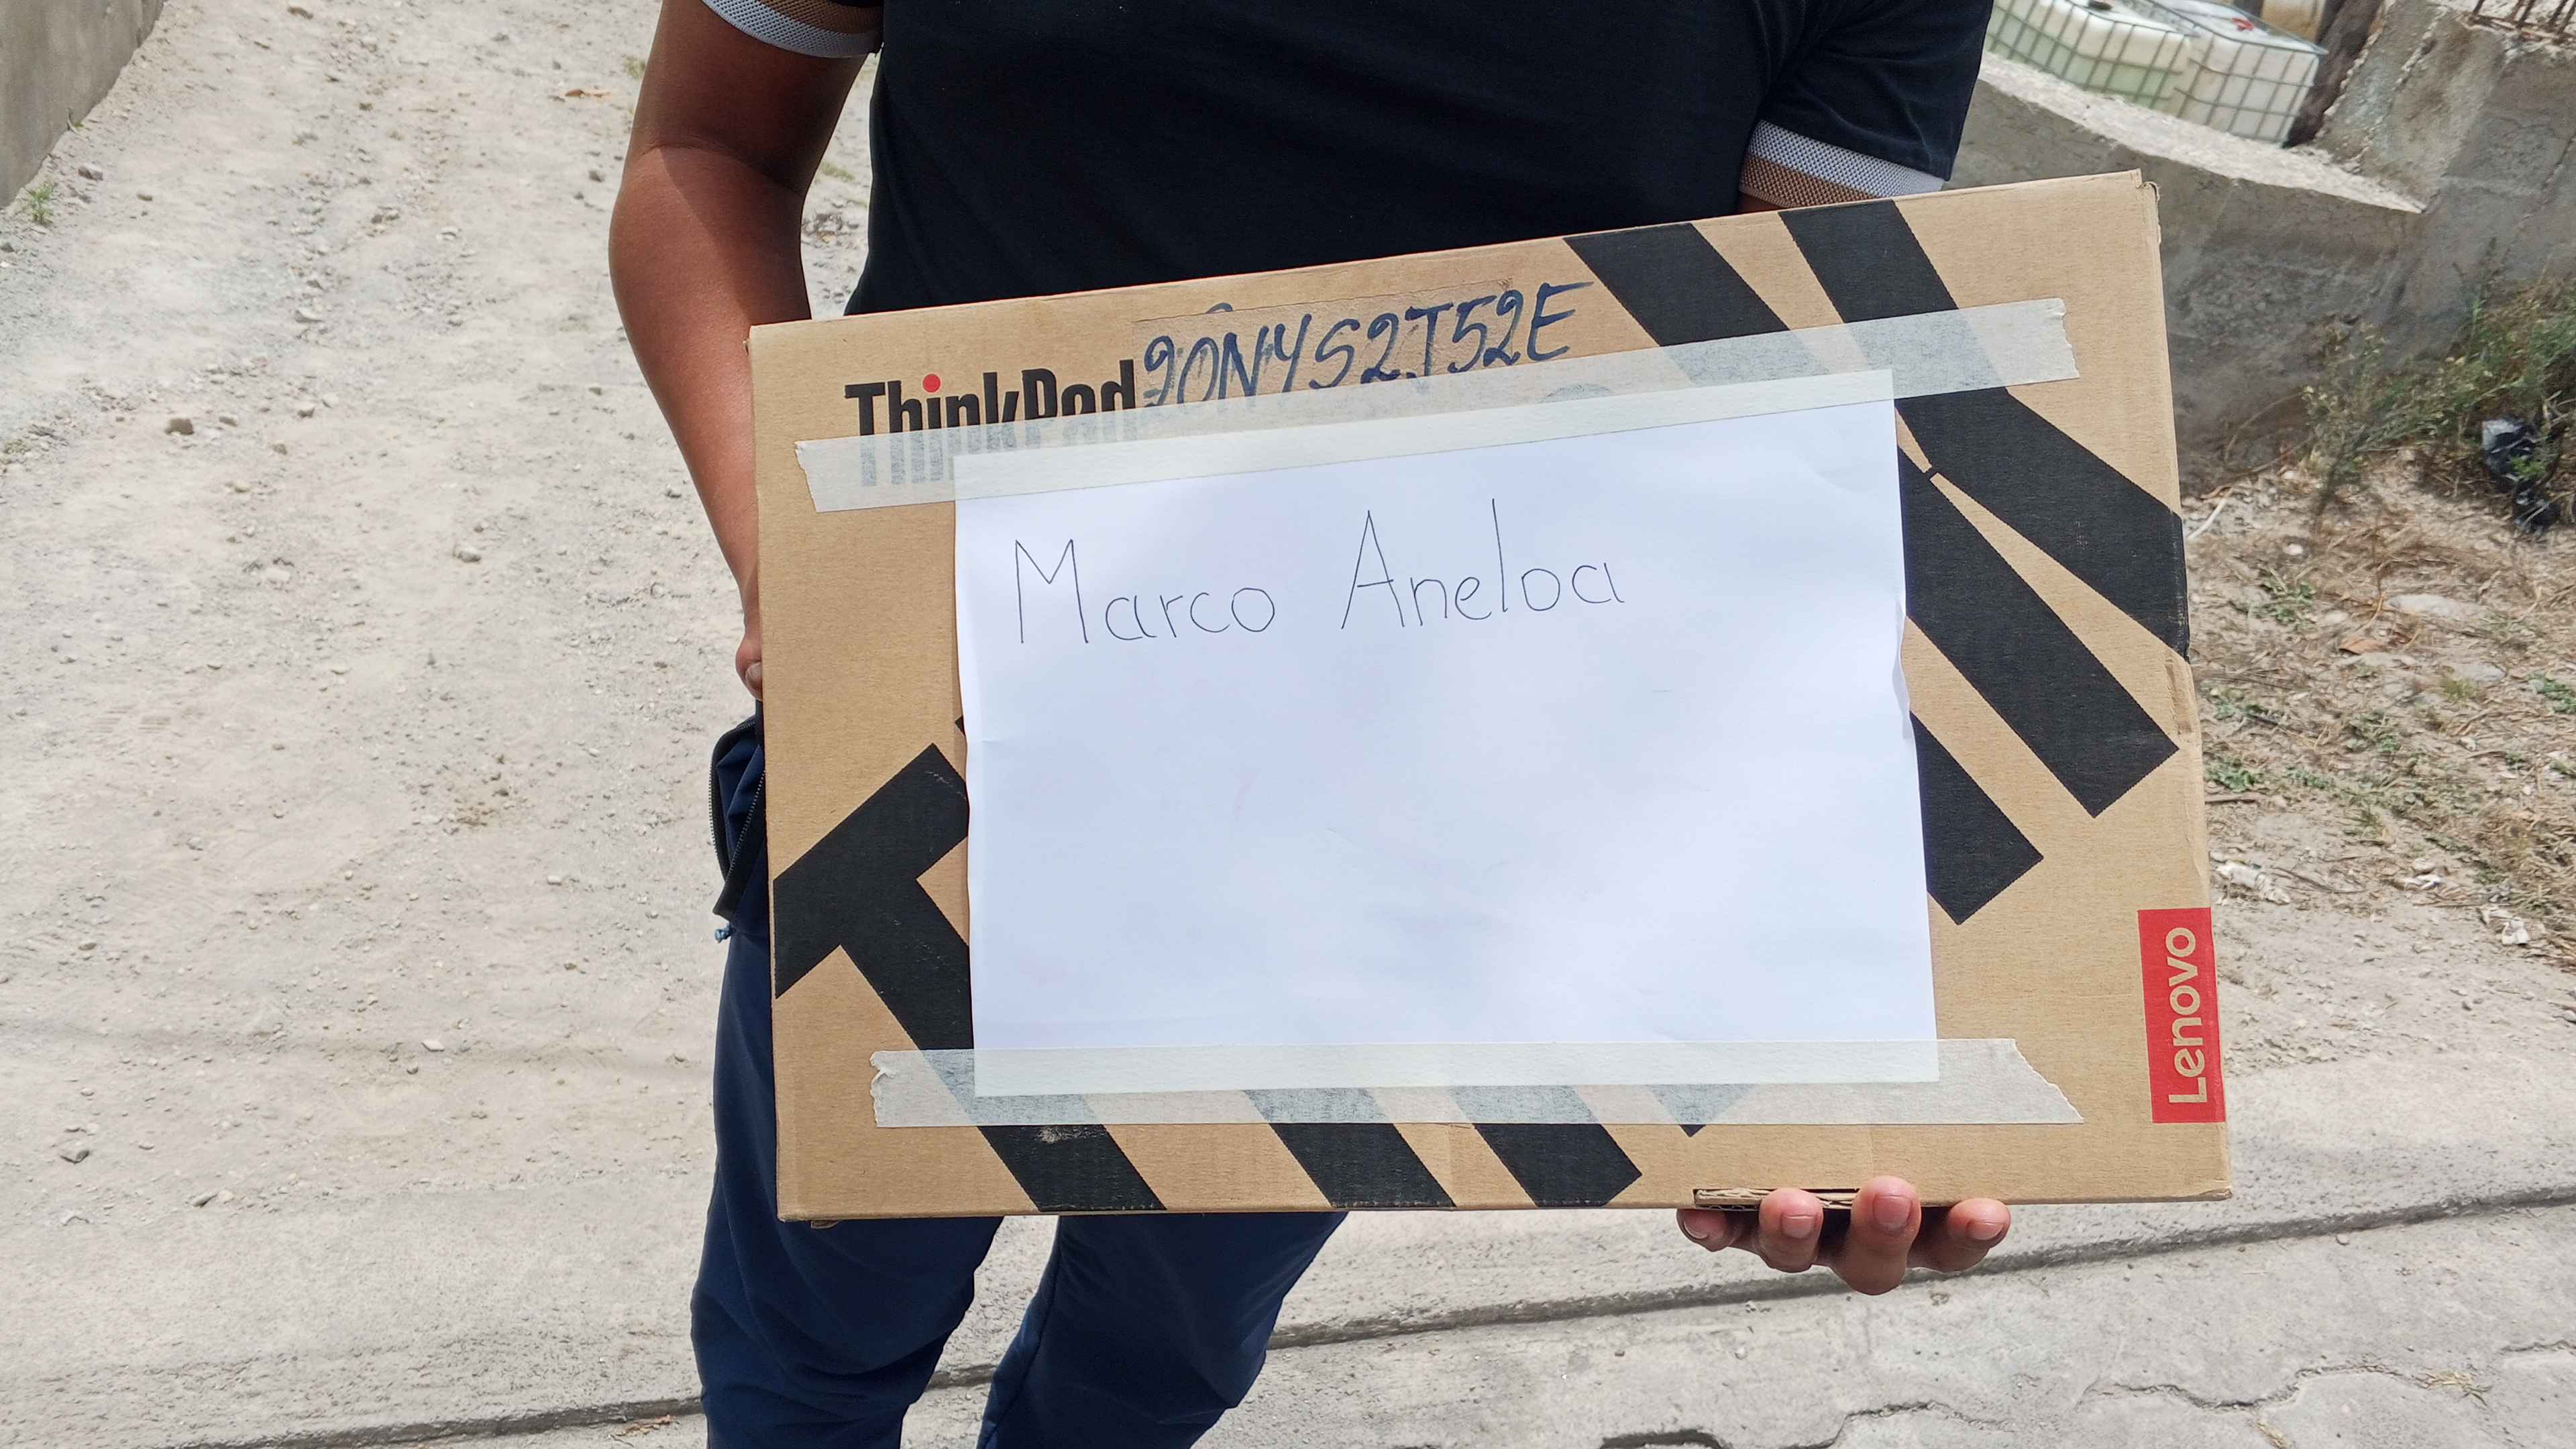 ThinkPad 90NYS2T52E
Marco Aneloa
Lenovo